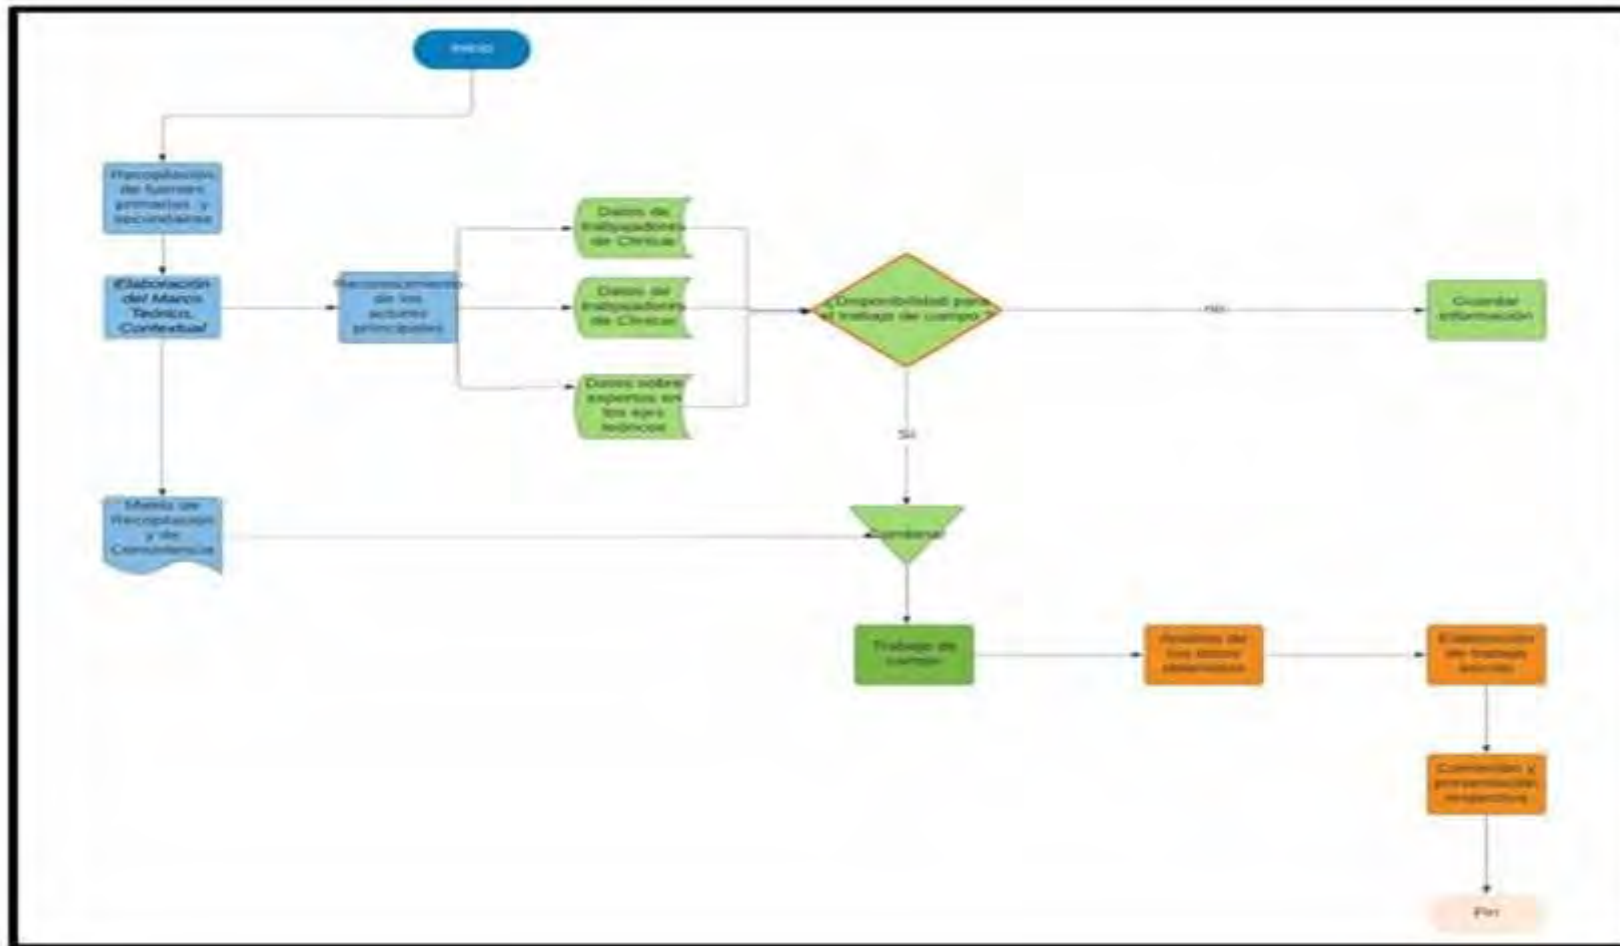 Inicio
Recopilación
de fuentes
primarias y
secundarias
Elaboración
del Marco
Teórico,
Contextual
de los
actores
principales
Datos de
trabajadores
de Clínicas
Datos de
trabajadores
de Clínicas
Datos sobre
expertos en
los ejes
teóricos
¿Disponibilidad para
el trabajo de campo ?
no
Guardar
información
Si
Matriz de
Recopilación
y de
Consistencia
Combinar
Trabajo de
campo
Análisis de
los datos
obtenidos
Elaboración
de trabajo
escrito
presentación
respectiva
Fin